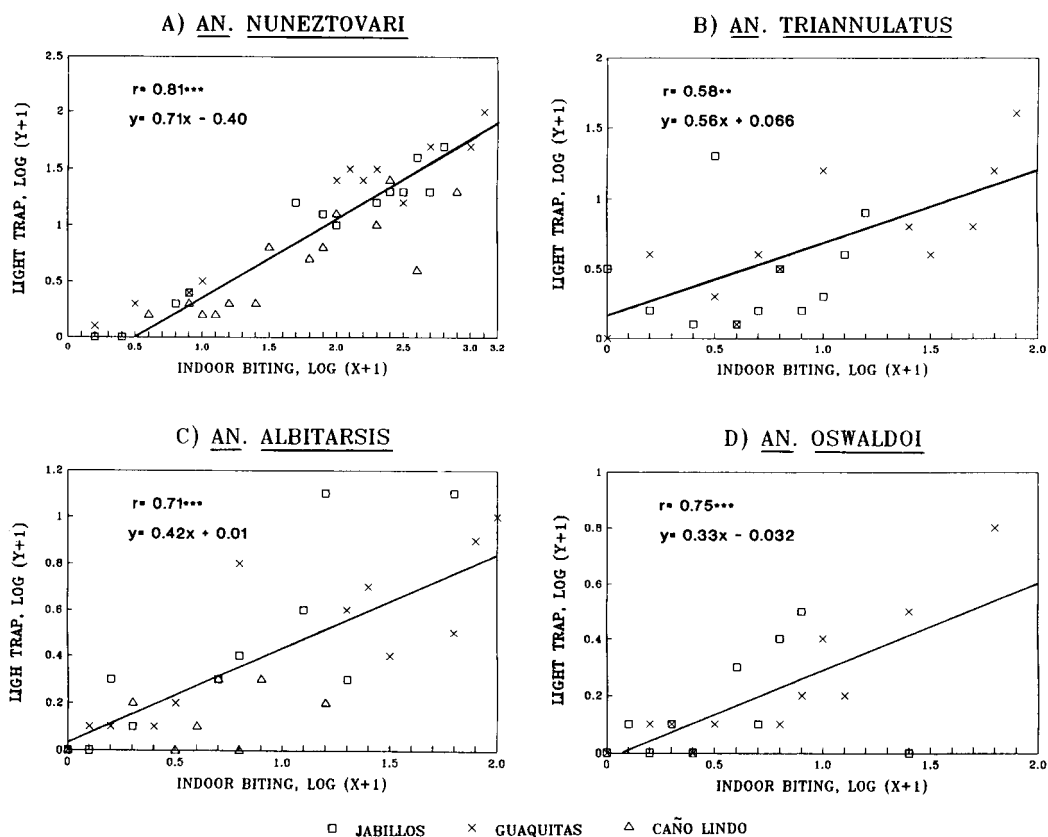 A) AN. NUNEZTOVARI
r= 0.81***
y= 0.71x - 0.40
LIGHT TRAP, LOG (Y+1)
2.5
2
1.5
1
0.5
0
0 0.5 1.0 1.5 2.0 2.5 3.0 3.2
INDOOR BITING, LOG (X+1)
B) AN. TRIANNULATUS
r= 0.58**
y= 0.56x + 0.066
LIGHT TRAP, LOG (Y+1)
2
1.5
1
0.5
0
0 0.5 1.0 1.5 2.0
INDOOR BITING, LOG (X+1)
C) AN. ALBITARSIS
r= 0.71***
y= 0.42x + 0.01
LIGH TRAP, LOG (Y+1)
1.2
1
0.8
0.6
0.4
0.2
0
0 0.5 1.0 1.5 2.0
INDOOR BITING, LOG (X+1)
D) AN. OSWALDOI
r= 0.75***
y= 0.33x - 0.032
LIGHT TRAP, LOG (Y+1)
1
0.8
0.6
0.4
0.2
0
0 0.5 1.0 1.5 2.0
INDOOR BITING, LOG (X+1)
□ JABILLOS × GUAQUITAS △ CAÑO LINDO